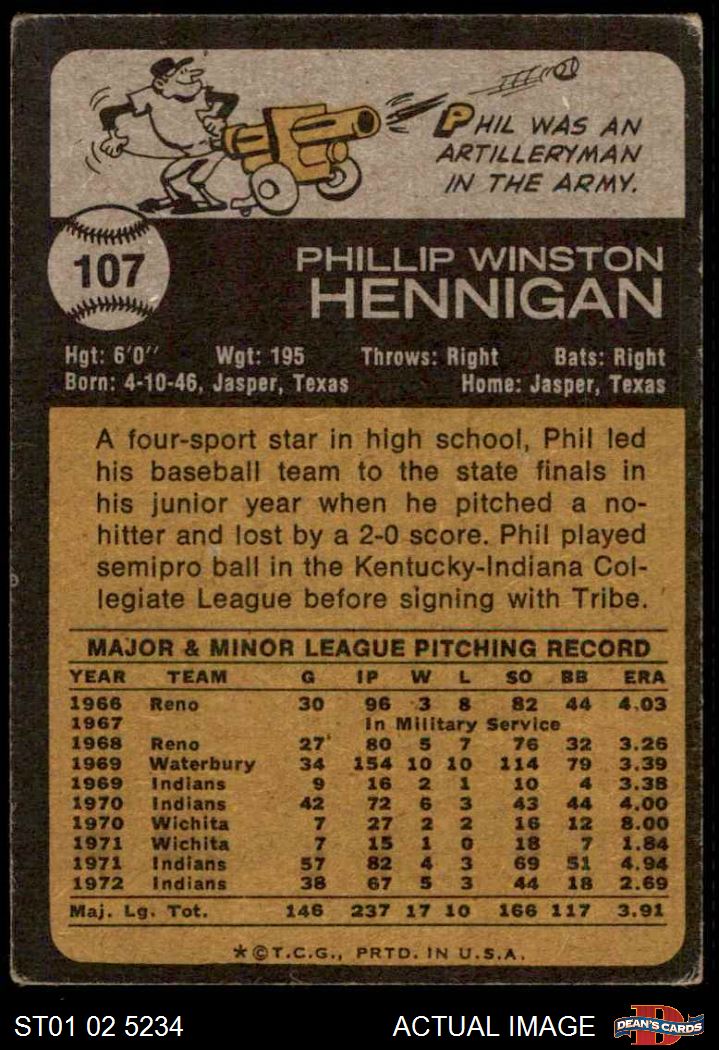 PHIL WAS AN
ARTILLERYMAN
IN THE ARMY.
107
PHILLIP WINSTON
HENNIGAN
Hgt: 6'0" Wgt: 195 Throws: Right Bats: Right
Born: 4-10-46, Jasper, Texas Home: Jasper, Texas
A four-sport star in high school, Phil led
his baseball team to the state finals in
his junior year when he pitched a no-
hitter and lost by a 2-0 score. Phil played
semipro ball in the Kentucky-Indiana Col-
legiate League before signing with Tribe.
MAJOR & MINOR LEAGUE PITCHING RECORD
YEAR TEAM G IP W L SO BB ERA
1966 Reno 30 96 3 8 82 44 4.03
1967 In Military Service
1968 Reno 27 80 5 7 76 32 3.26
1969 Waterbury 34 154 10 10 114 79 3.39
1969 Indians 9 16 2 1 10 4 3.38
1970 Indians 42 72 6 3 43 44 4.00
1970 Wichita 7 27 2 2 16 12 8.00
1971 Wichita 7 15 1 0 18 7 1.84
1971 Indians 57 82 4 3 69 51 4.94
1972 Indians 38 67 5 3 44 18 2.69
Maj. Lg. Tot. 146 237 17 10 166 117 3.91
*©T.C.G., PRTD. IN U.S.A.
ST01 02 5234 ACTUAL IMAGE D DEAN'S CARDS